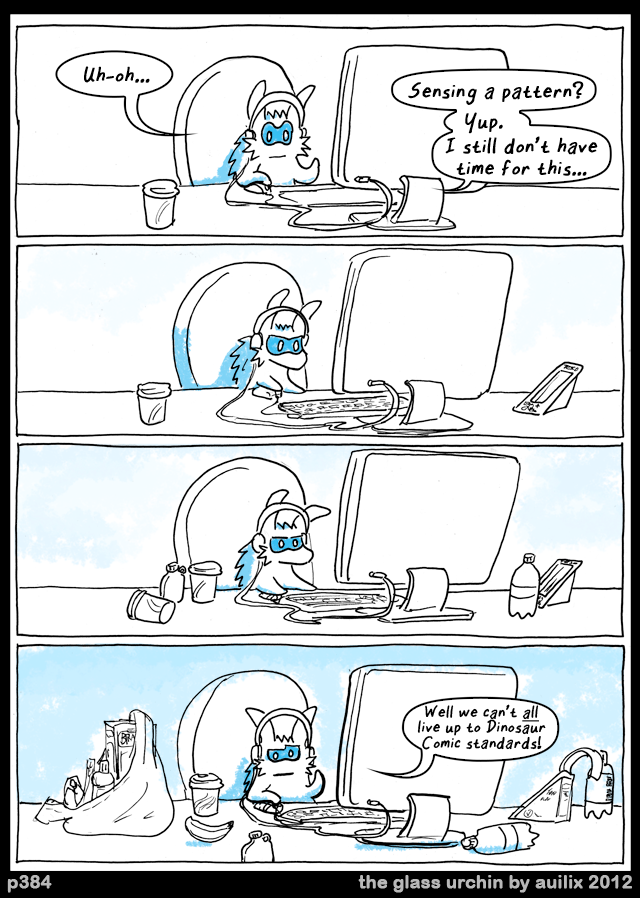 Uh-oh...
Sensing a pattern?
Yup.
I still don't have
time for this...
Well we can't all
live up to Dinosaur
Comic standards!
p384
the glass urchin by auilix 2012